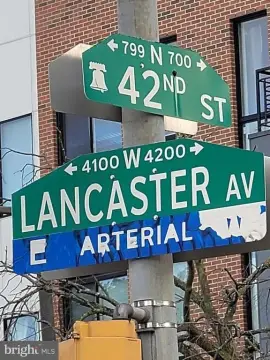 ← 799 N 700 →
42ND ST
← 4100 W 4200 →
LANCASTER AV
E ARTERIAL
bright MLS